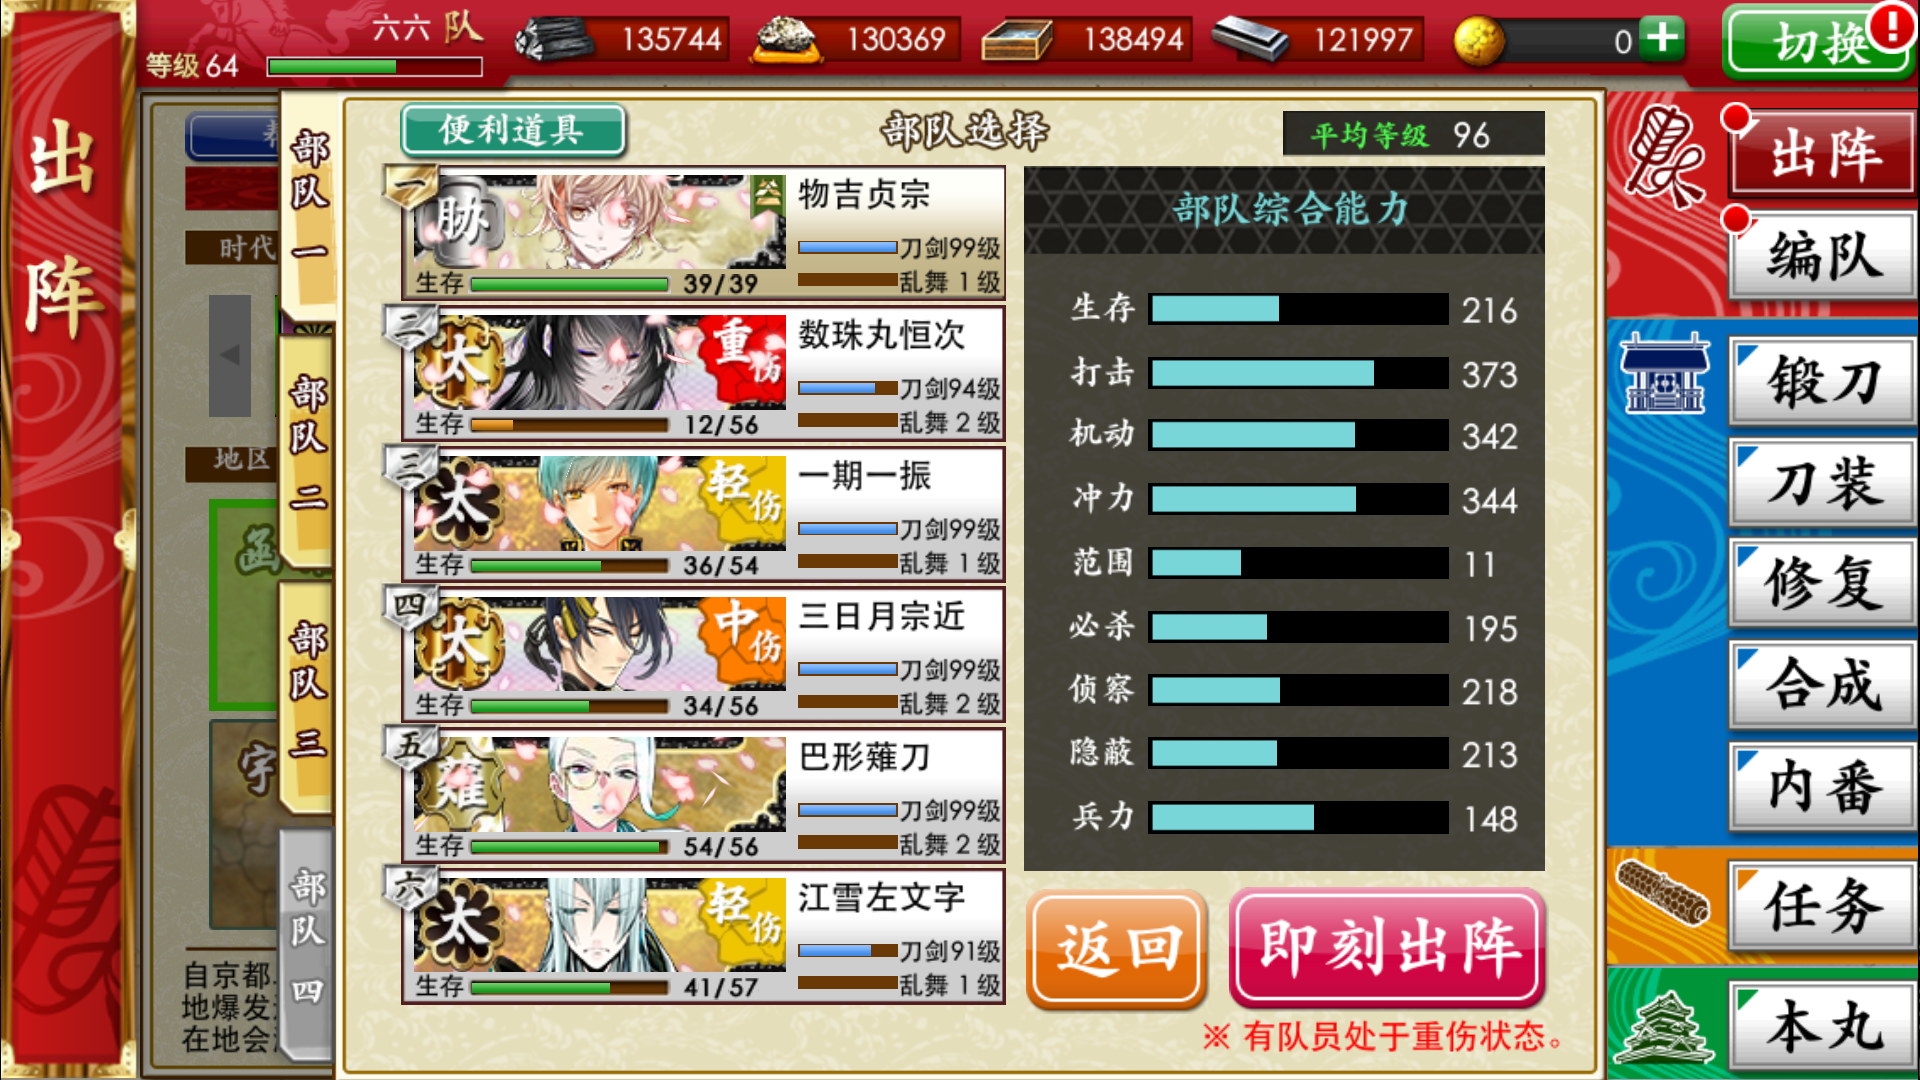 出阵
六六 队
等级 64
135744
130369
138494
121997
0
切换
!
时代
地区
函
宇
自京都
地爆发
在地会
部队一
部队二
部队三
部队四
便利道具
部队选择
平均等级 96
一
胁
物吉贞宗
刀剑99级
生存 39/39
乱舞 1 级
二
太
重伤
数珠丸恒次
刀剑94级
生存 12/56
乱舞 2 级
三
太
轻伤
一期一振
刀剑99级
生存 36/54
乱舞 1 级
四
太
中伤
三日月宗近
刀剑99级
生存 34/56
乱舞 2 级
五
薙
巴形薙刀
刀剑99级
生存 54/56
乱舞 2 级
六
太
轻伤
江雪左文字
刀剑91级
生存 41/57
乱舞 1 级
部队综合能力
生存 216
打击 373
机动 342
冲力 344
范围 11
必杀 195
侦察 218
隐蔽 213
兵力 148
返回
即刻出阵
※ 有队员处于重伤状态。
出阵
编队
锻刀
刀装
修复
合成
内番
任务
本丸